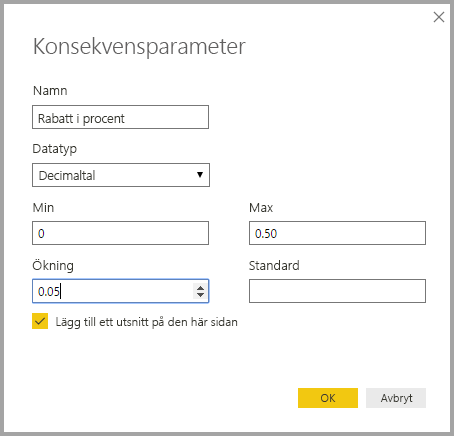 Konsekvensparameter
Namn
Rabatt i procent
Datatyp
Decimaltal
Min
Max
0
0.50
Ökning
Standard
0.05
Lägg till ett utsnitt på den här sidan
OK
Avbryt